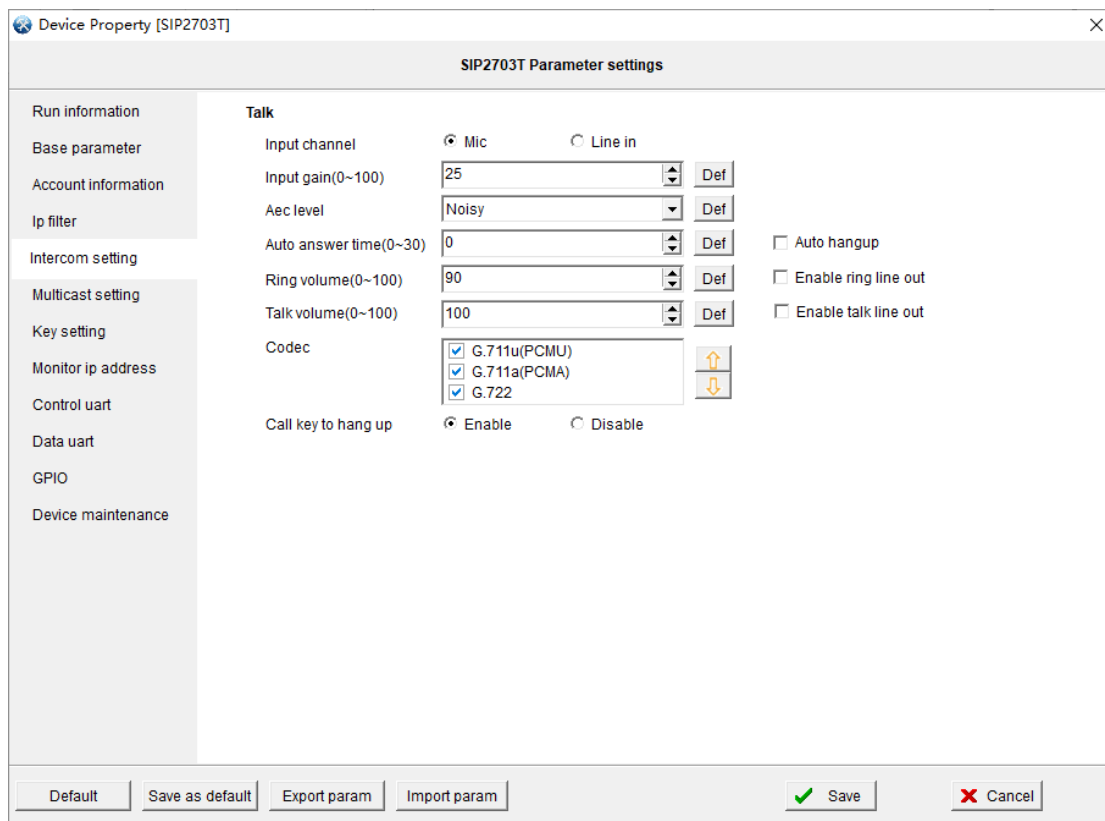 Device Property [SIP2703T]
SIP2703T Parameter settings
Run information
Base parameter
Account information
Ip filter
Intercom setting
Multicast setting
Key setting
Monitor ip address
Control uart
Data uart
GPIO
Device maintenance
Talk
Input channel Mic Line in
Input gain(0~100) 25 Def
Aec level Noisy Def
Auto answer time(0~30) 0 Def Auto hangup
Ring volume(0~100) 90 Def Enable ring line out
Talk volume(0~100) 100 Def Enable talk line out
Codec G.711u(PCMU)
G.711a(PCMA)
G.722
Call key to hang up Enable Disable
Default Save as default Export param Import param Save Cancel